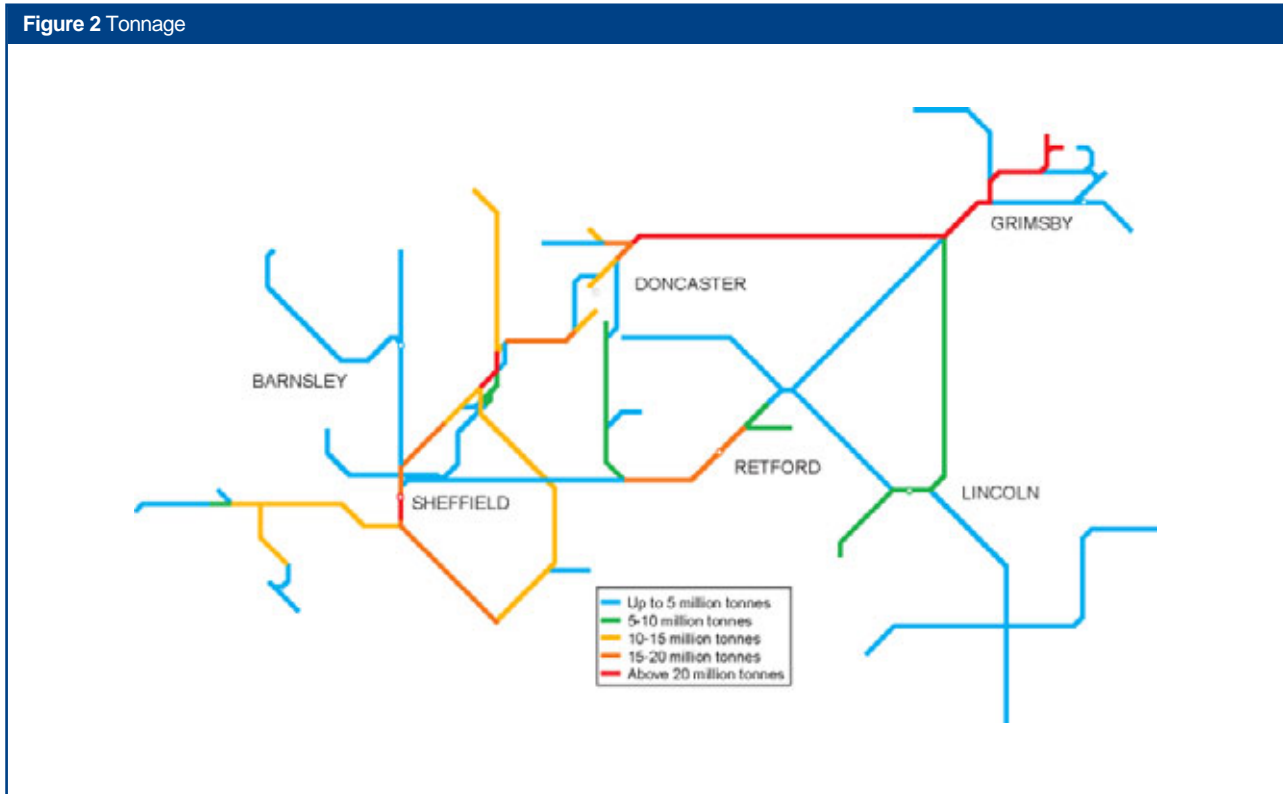 Figure 2 Tonnage
GRIMSBY
DONCASTER
BARNSLEY
RETFORD
SHEFFIELD
LINCOLN
Up to 5 million tonnes
5-10 million tonnes
10-15 million tonnes
15-20 million tonnes
Above 20 million tonnes